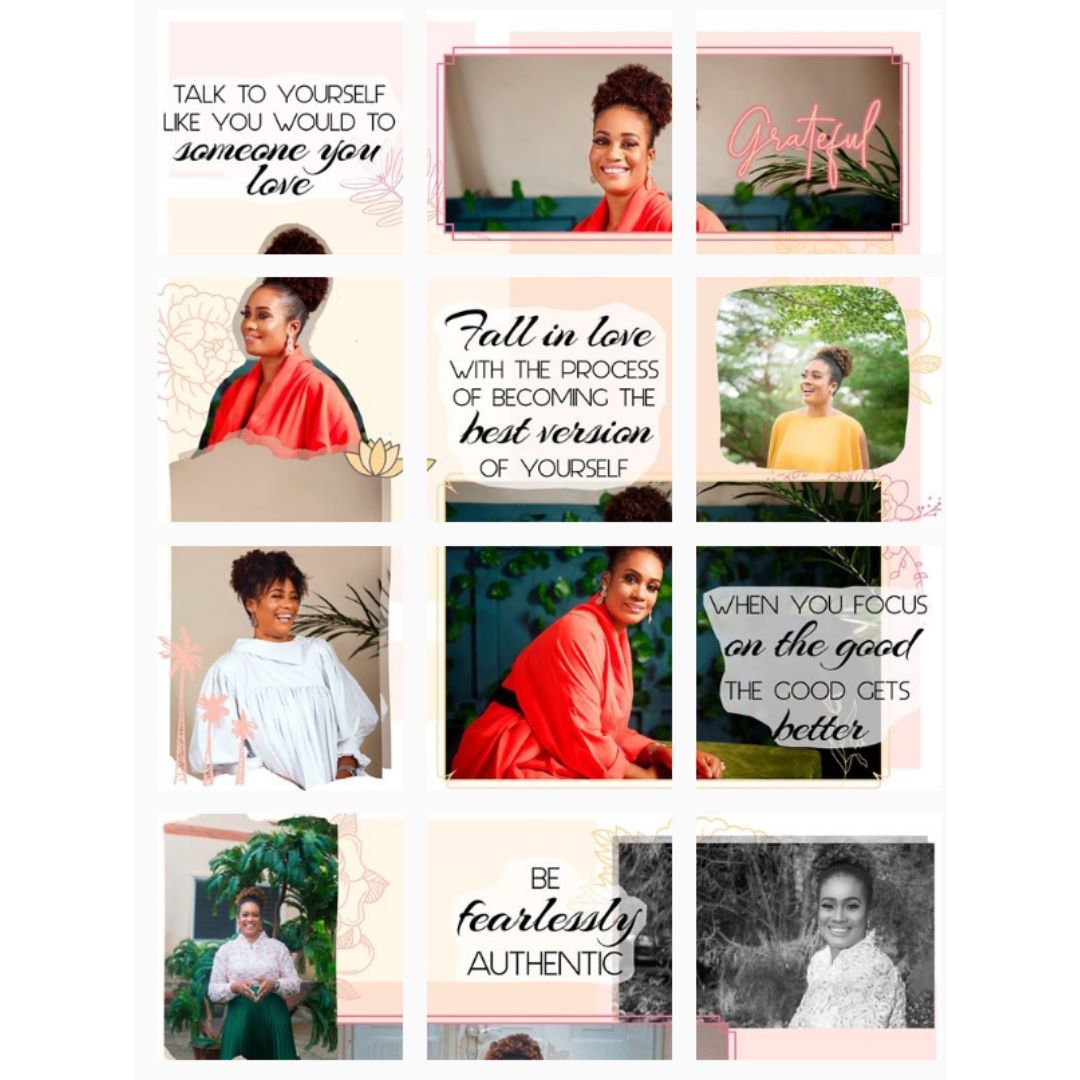 TALK TO YOURSELF
LIKE YOU WOULD TO
someone you
love
Grateful
Fall in love
WITH THE PROCESS
OF BECOMING THE
best version
OF YOURSELF
WHEN YOU FOCUS
on the good
THE GOOD GETS
better
BE
fearlessly
AUTHENTIC